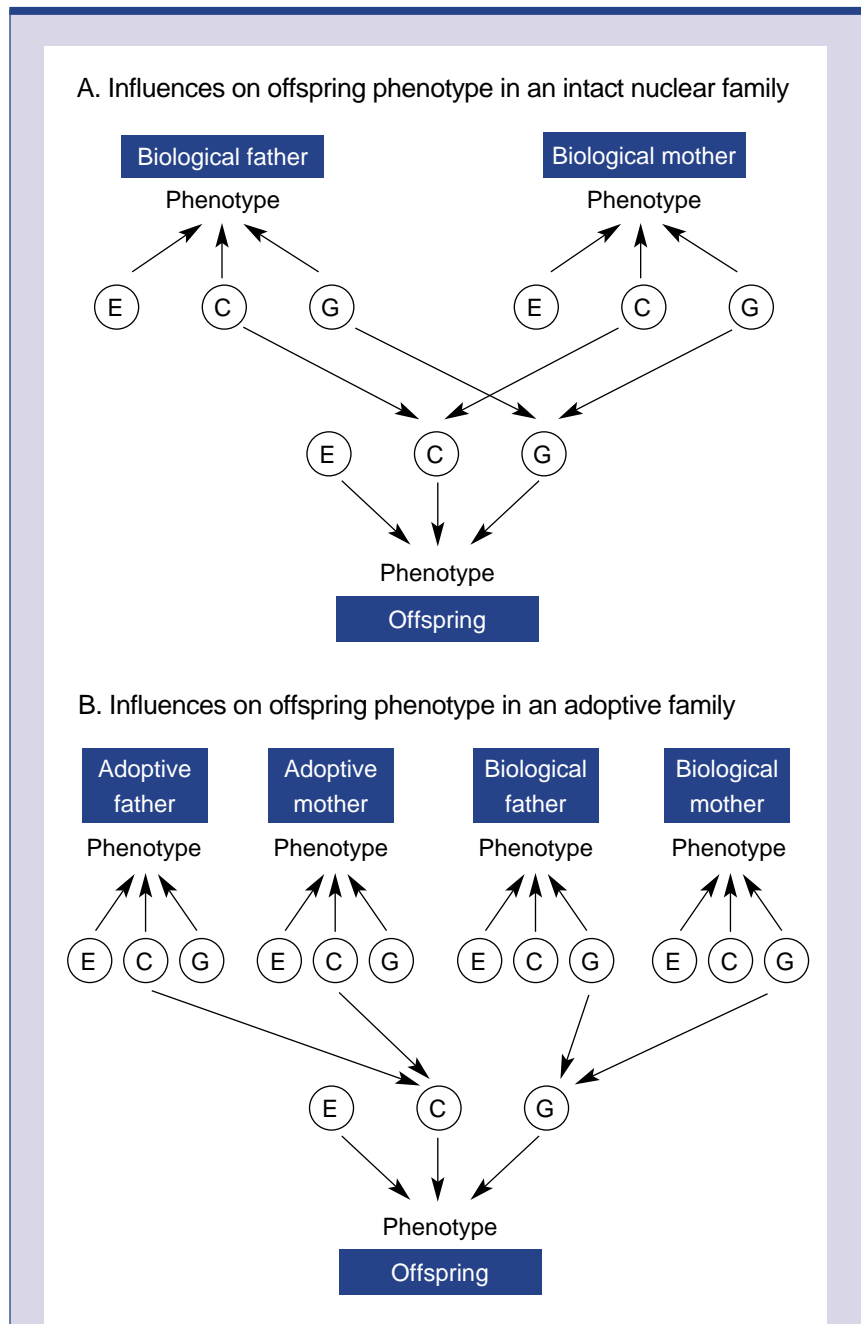 A. Influences on offspring phenotype in an intact nuclear family
Biological father
Biological mother
Phenotype
Phenotype
E C G
E C G
E C G
Phenotype
Offspring
B. Influences on offspring phenotype in an adoptive family
Adoptive father
Adoptive mother
Biological father
Biological mother
Phenotype
Phenotype
Phenotype
Phenotype
E C G
E C G
E C G
E C G
E C G
Phenotype
Offspring